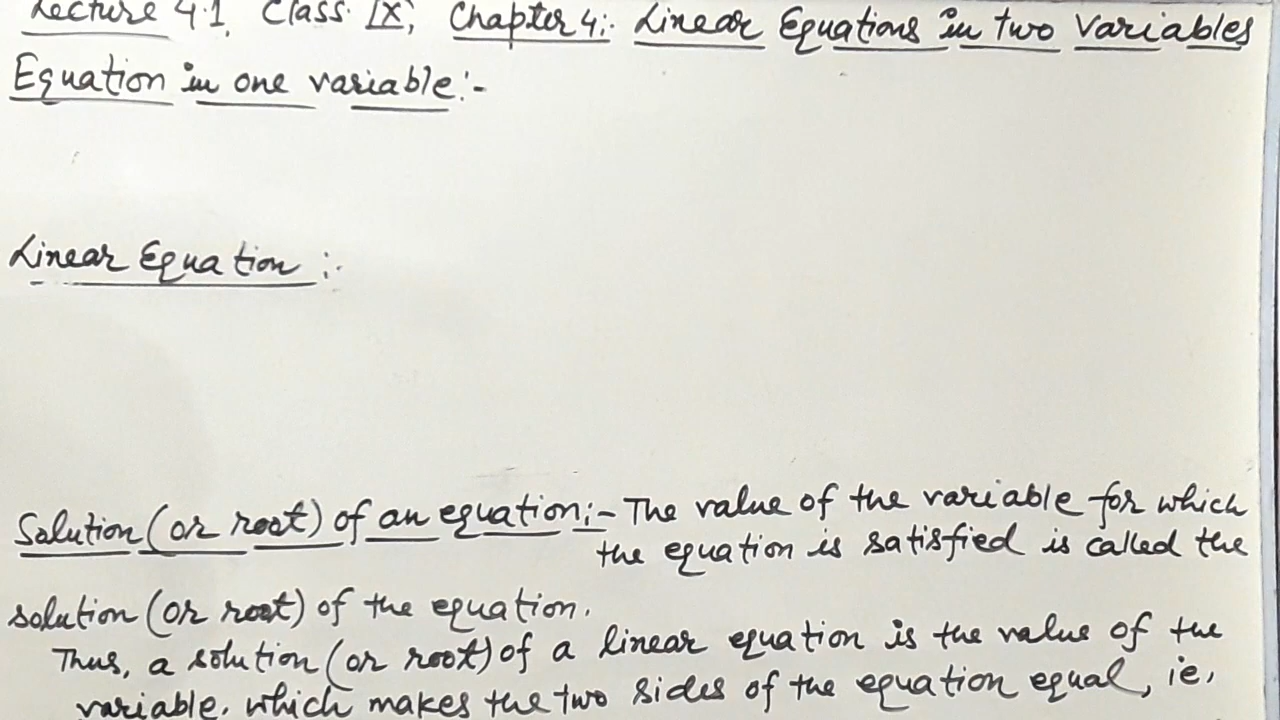 Lecture 4.1, Class IX, Chapter 4:- Linear Equations in two Variables
Equation in one variable:-
Linear Equation :-
Solution (or root) of an equation:- The value of the variable for which
the equation is satisfied is called the
solution (or root) of the equation.
Thus, a solution (or root) of a linear equation is the value of the
variable, which makes the two sides of the equation equal, ie,